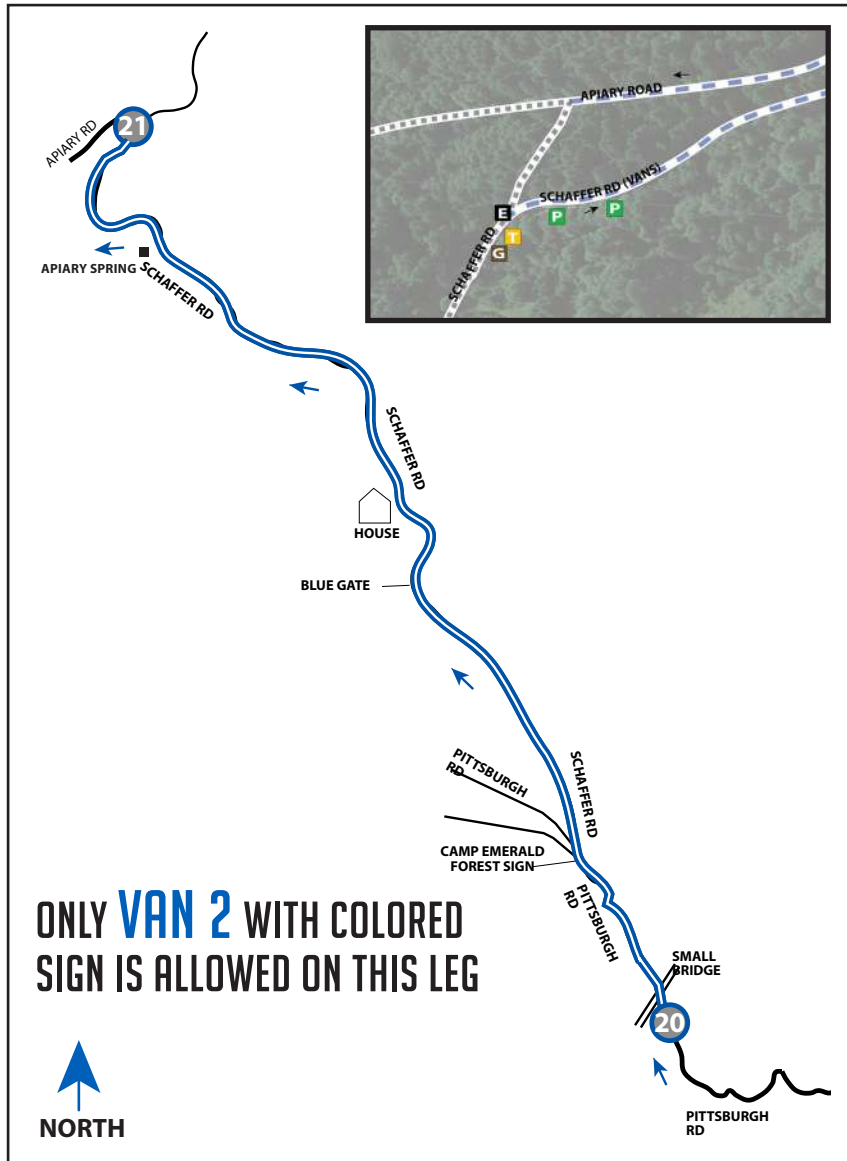 APIARY RD
21
APIARY ROAD
SCHAFFER RD (VANS)
E
P
P
T
G
SCHAFFER RD
APIARY SPRING
SCHAFFER RD
SCHAFFER RD
HOUSE
BLUE GATE
PITTSBURGH
RD
SCHAFFER RD
CAMP EMERALD
FOREST SIGN
PITTSBURGH
RD
ONLY VAN 2 WITH COLORED
SIGN IS ALLOWED ON THIS LEG
SMALL
BRIDGE
20
NORTH
PITTSBURGH
RD